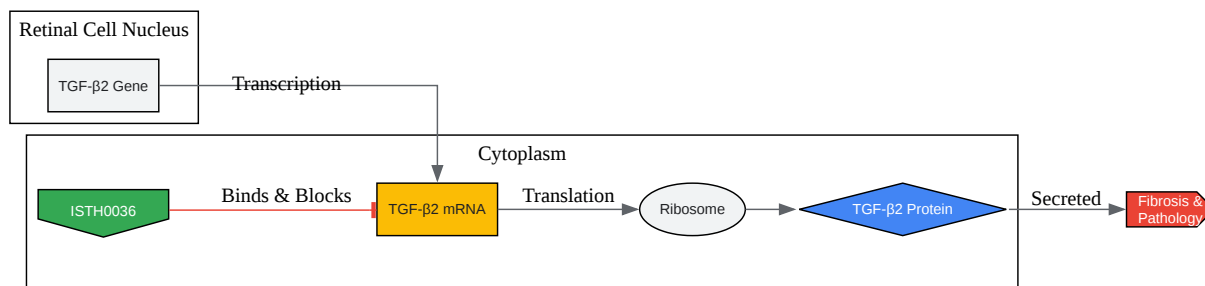 Retinal Cell Nucleus
TGF-β2 Gene
Transcription
Cytoplasm
ISTH0036
Binds & Blocks
TGF-β2 mRNA
Translation
Ribosome
TGF-β2 Protein
Secreted
Fibrosis &
Pathology